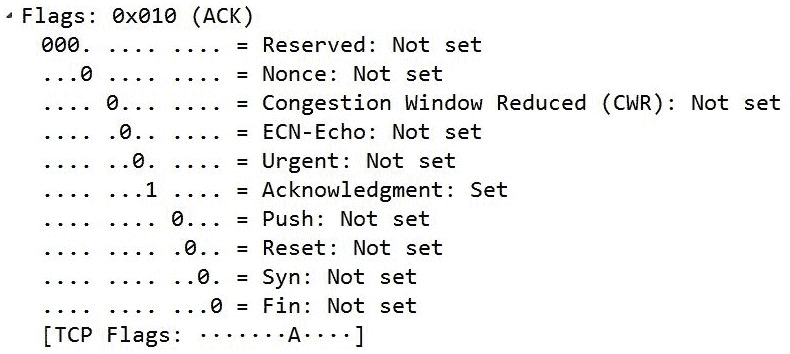 Flags: 0x010 (ACK)
000. .... .... = Reserved: Not set
...0 .... .... = Nonce: Not set
.... 0... .... = Congestion Window Reduced (CWR): Not set
.... .0.. .... = ECN-Echo: Not set
.... ..0. .... = Urgent: Not set
.... ...1 .... = Acknowledgment: Set
.... .... 0... = Push: Not set
.... .... .0.. = Reset: Not set
.... .... ..0. = Syn: Not set
.... .... ...0 = Fin: Not set
[TCP Flags: ·······A····]